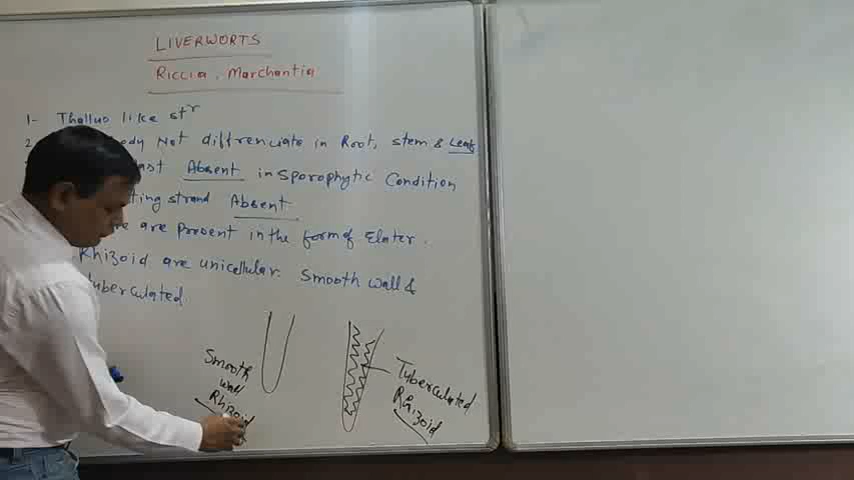 LIVERWORTS
Riccia, Marchantia
1- Thallus like str
2 body Not diffrenciate in Root, stem & Leaf
Absent in Sporophytic Condition
ting strand Absent
are present in the form of Elater.
Rhizoid are unicellular. Smooth wall &
Tuberculated
Smooth
wall
Rhizoid
Tuberculated
Rhizoid